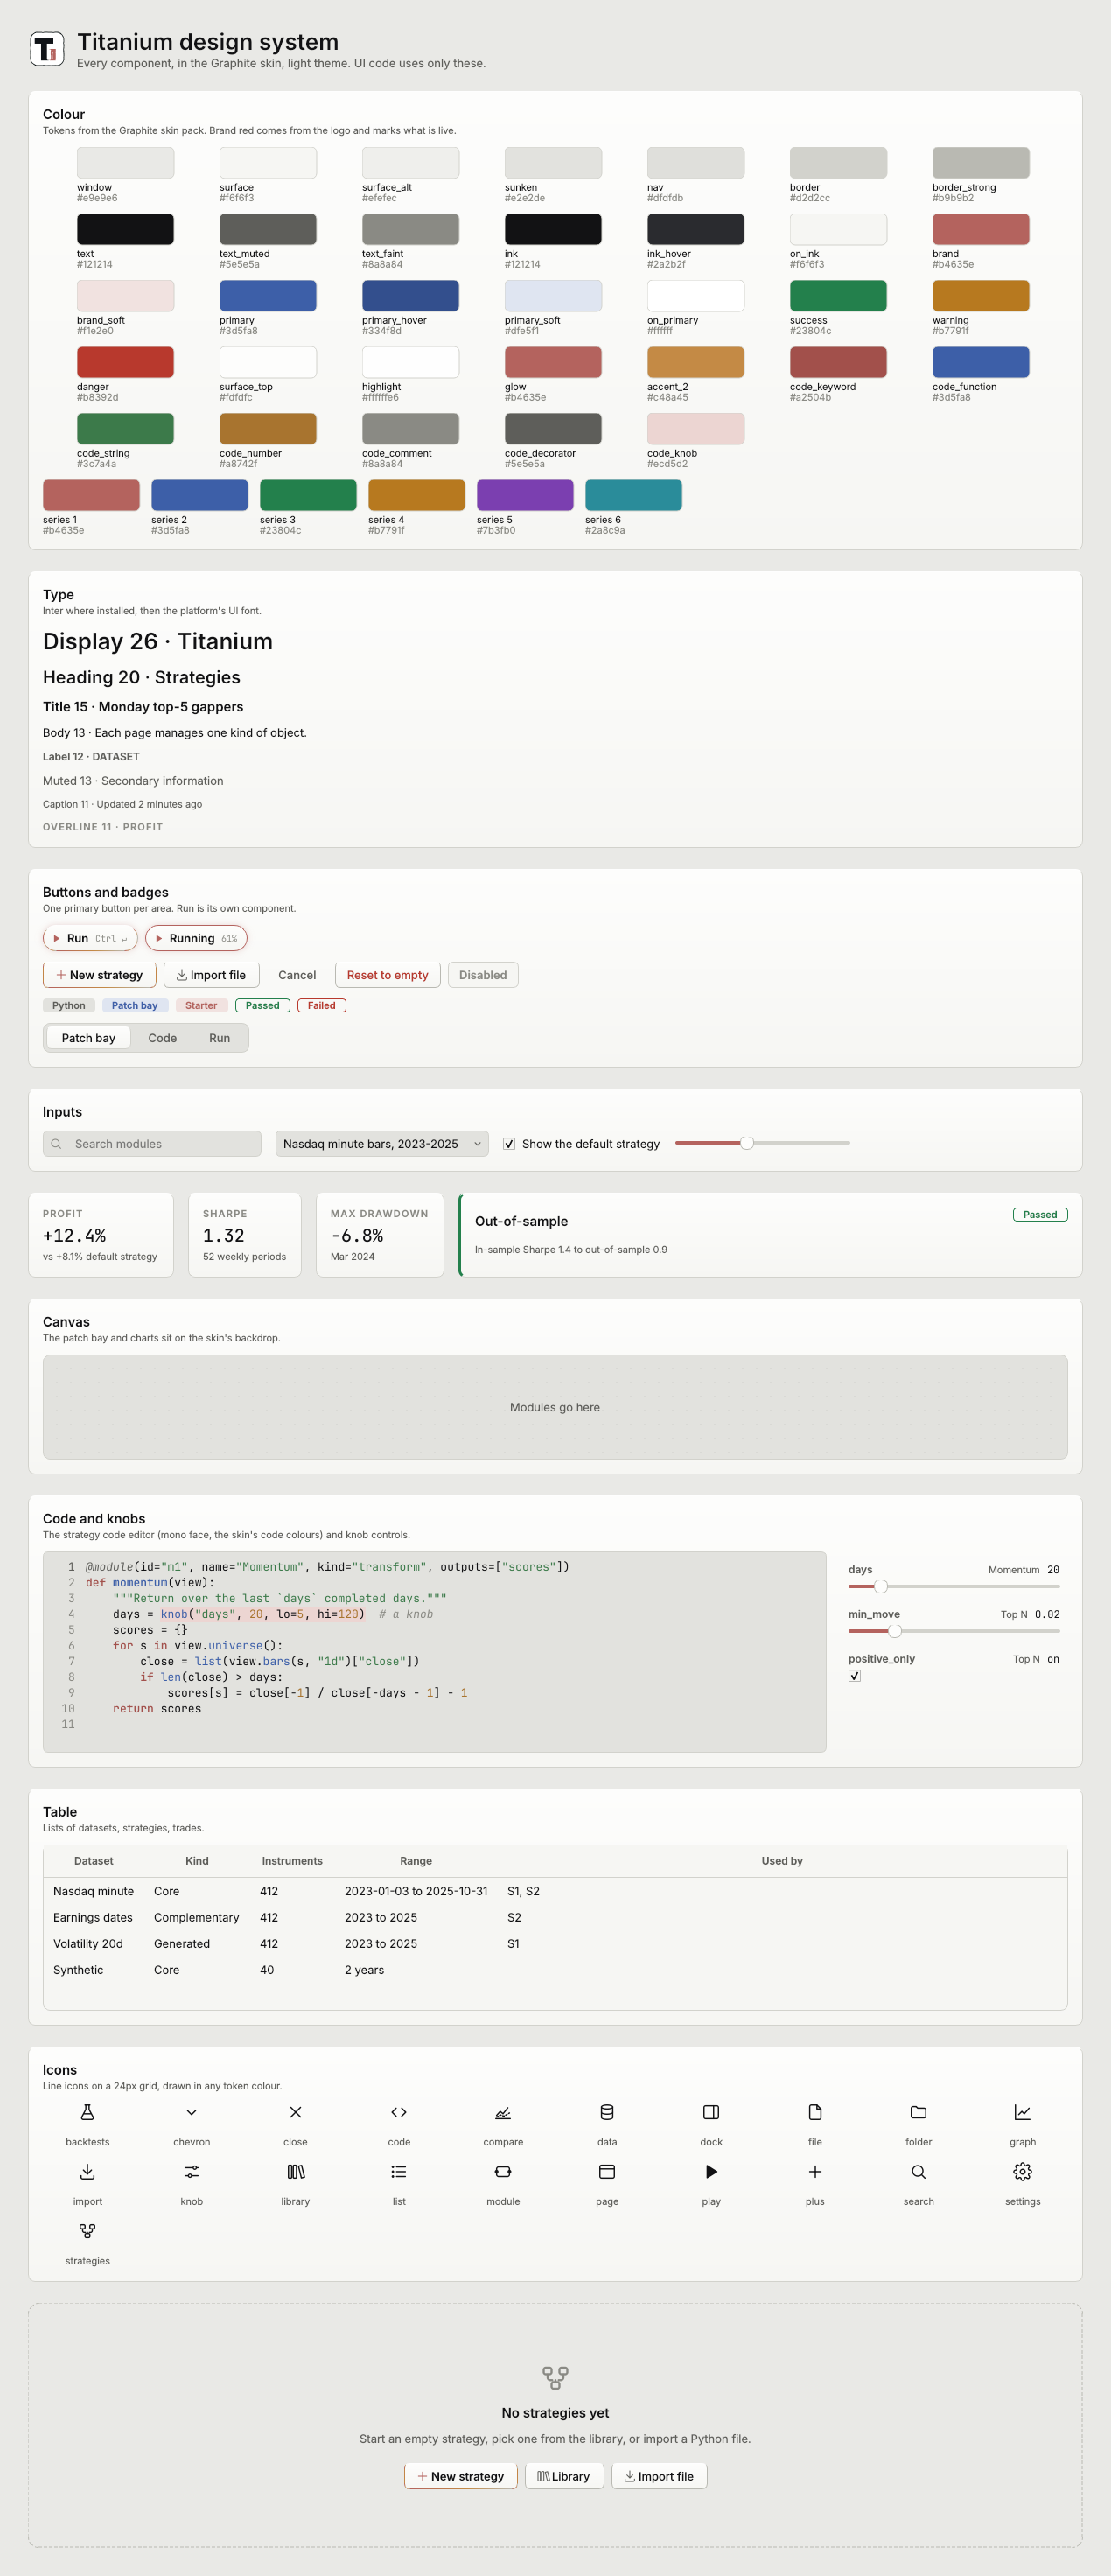 Ti
Titanium design system
Every component, in the Graphite skin, light theme. UI code uses only these.
Colour
Tokens from the Graphite skin pack. Brand red comes from the logo and marks what is live.
window surface surface_alt sunken nav border border_strong
#e9e9e6 #f6f6f3 #efefec #e2e2de #dfdfdb #d2d2cc #b9b9b2
text text_muted text_faint ink ink_hover on_ink brand
#121214 #5e5e5a #8a8a84 #121214 #2a2b2f #f6f6f3 #b4635e
brand_soft primary primary_hover primary_soft on_primary success warning
#f1e2e0 #3d5fa8 #334f8d #dfe5f1 #ffffff #23804c #b7791f
danger surface_top highlight glow accent_2 code_keyword code_function
#b8392d #fdfdfc #ffffffe6 #b4635e #c48a45 #a2504b #3d5fa8
code_string code_number code_comment code_decorator code_knob
#3c7a4a #a8742f #8a8a84 #5e5e5a #ecd5d2
series 1 series 2 series 3 series 4 series 5 series 6
#b4635e #3d5fa8 #23804c #b7791f #7b3fb0 #2a8c9a
Type
Inter where installed, then the platform's UI font.
Display 26 · Titanium
Heading 20 · Strategies
Title 15 · Monday top-5 gappers
Body 13 · Each page manages one kind of object.
Label 12 · DATASET
Muted 13 · Secondary information
Caption 11 · Updated 2 minutes ago
OVERLINE 11 · PROFIT
Buttons and badges
One primary button per area. Run is its own component.
Run Ctrl ↵ Running 61%
New strategy Import file Cancel Reset to empty Disabled
Python Patch bay Starter Passed Failed
Patch bay Code Run
Inputs
Search modules Nasdaq minute bars, 2023-2025 Show the default strategy
PROFIT SHARPE MAX DRAWDOWN Out-of-sample Passed
+12.4% 1.32 -6.8%
vs +8.1% default strategy 52 weekly periods Mar 2024 In-sample Sharpe 1.4 to out-of-sample 0.9
Canvas
The patch bay and charts sit on the skin's backdrop.
Modules go here
Code and knobs
The strategy code editor (mono face, the skin's code colours) and knob controls.
1 @module(id="m1", name="Momentum", kind="transform", outputs=["scores"])
2 def momentum(view):
3 """Return over the last `days` completed days."""
4 days = knob("days", 20, lo=5, hi=120) # a knob
5 scores = {}
6 for s in view.universe():
7 close = list(view.bars(s, "1d")["close"])
8 if len(close) > days:
9 scores[s] = close[-1] / close[-days - 1] - 1
10 return scores
11
days Momentum 20
min_move Top N 0.02
positive_only Top N on
Table
Lists of datasets, strategies, trades.
Dataset Kind Instruments Range Used by
Nasdaq minute Core 412 2023-01-03 to 2025-10-31 S1, S2
Earnings dates Complementary 412 2023 to 2025 S2
Volatility 20d Generated 412 2023 to 2025 S1
Synthetic Core 40 2 years
Icons
Line icons on a 24px grid, drawn in any token colour.
backtests chevron close code compare data dock file folder graph
import knob library list module page play plus search settings
strategies
No strategies yet
Start an empty strategy, pick one from the library, or import a Python file.
New strategy Library Import file